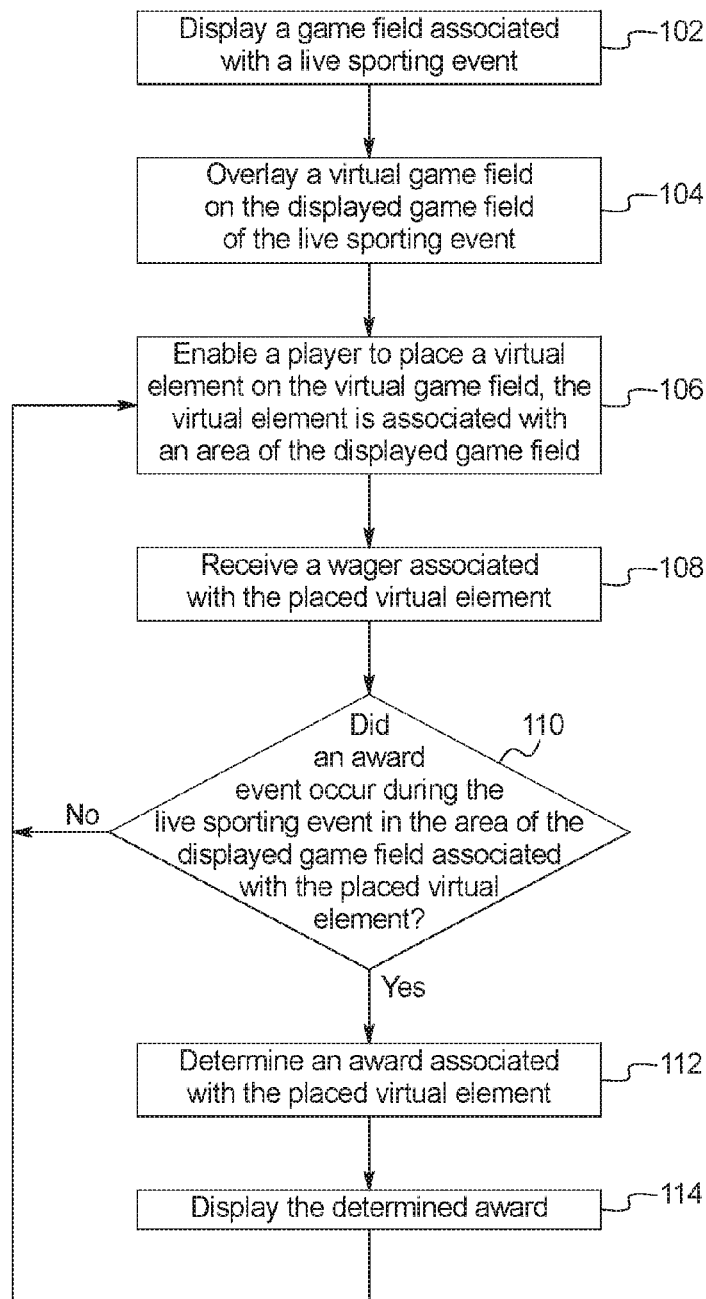 Display a game field associated
with a live sporting event
102
Overlay a virtual game field
on the displayed game field
of the live sporting event
104
Enable a player to place a virtual
element on the virtual game field, the
virtual element is associated with
an area of the displayed game field
106
Receive a wager associated
with the placed virtual element
108
Did
an award
event occur during the
live sporting event in the area of the
displayed game field associated
with the placed virtual
element?
110
No
Yes
Determine an award associated
with the placed virtual element
112
Display the determined award
114